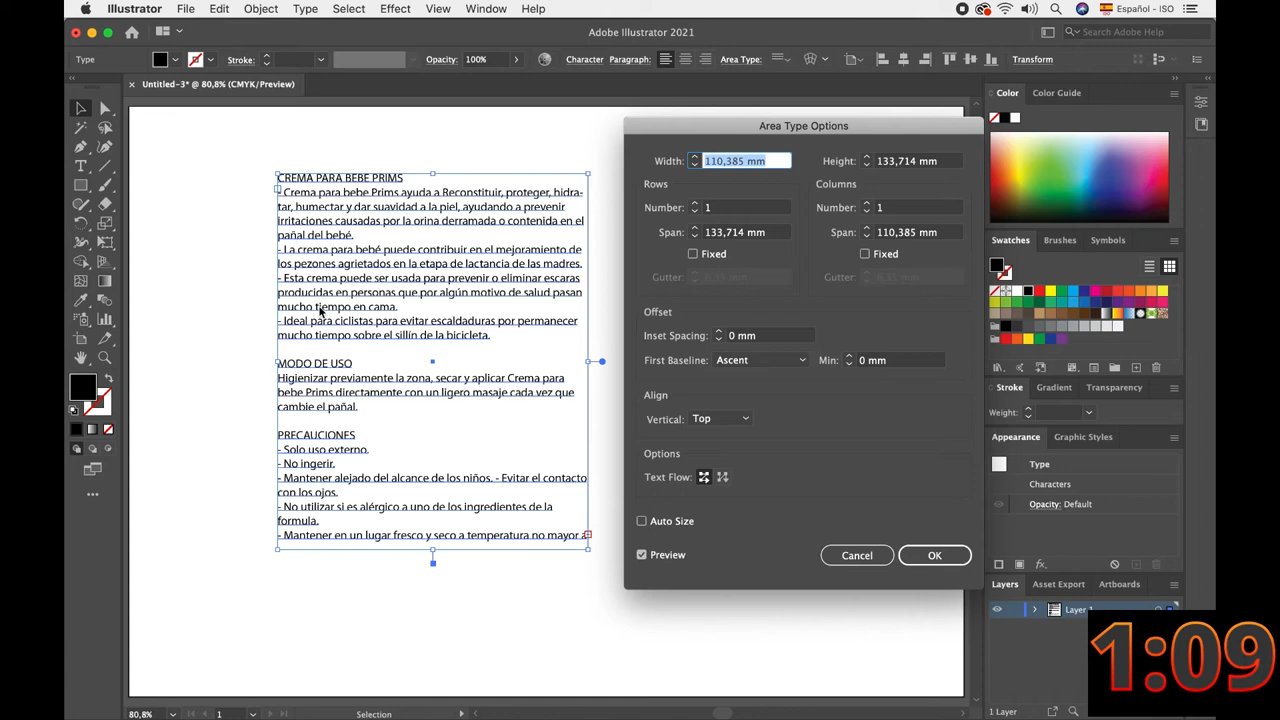 Illustrator File Edit Object Type Select Effect View Window Help Español - ISO
Adobe Illustrator 2021
Search Adobe Help
Type Stroke: Opacity: 100% Character Paragraph: Area Type: Transform
× Untitled-3* @ 80,8% (CMYK/Preview)
CREMA PARA BEBE PRIMS
- Crema para bebe Prims ayuda a Reconstituir, proteger, hidra-
tar, humectar y dar suavidad a la piel, ayudando a prevenir
irritaciones causadas por la orina derramada o contenida en el
pañal del bebé.
- La crema para bebé puede contribuir en el mejoramiento de
los pezones agrietados en la etapa de lactancia de las madres.
- Esta crema puede ser usada para prevenir o eliminar escaras
producidas en personas que por algún motivo de salud pasan
mucho tiempo en cama.
- Ideal para ciclistas para evitar escaldaduras por permanecer
mucho tiempo sobre el sillín de la bicicleta.
MODO DE USO
Higienizar previamente la zona, secar y aplicar Crema para
bebe Prims directamente con un ligero masaje cada vez que
cambie el pañal.
PRECAUCIONES
- Solo uso externo.
- No ingerir.
- Mantener alejado del alcance de los niños. - Evitar el contacto
con los ojos.
- No utilizar si es alérgico a uno de los ingredientes de la
formula.
- Mantener en un lugar fresco y seco a temperatura no mayor a
Area Type Options
Width: 110,385 mm Height: 133,714 mm
Rows Columns
Number: 1 Number: 1
Span: 133,714 mm Span: 110,385 mm
Fixed Fixed
Gutter: 6,35 mm Gutter: 6,35 mm
Offset
Inset Spacing: 0 mm
First Baseline: Ascent Min: 0 mm
Align
Vertical: Top
Options
Text Flow:
Auto Size
Preview Cancel OK
Color Color Guide
Swatches Brushes Symbols
Stroke Gradient Transparency
Weight:
Appearance Graphic Styles
Type
Characters
Opacity: Default
Layers Asset Export Artboards
Layer 1
1:09
80,8% 1 Selection
1 Layer